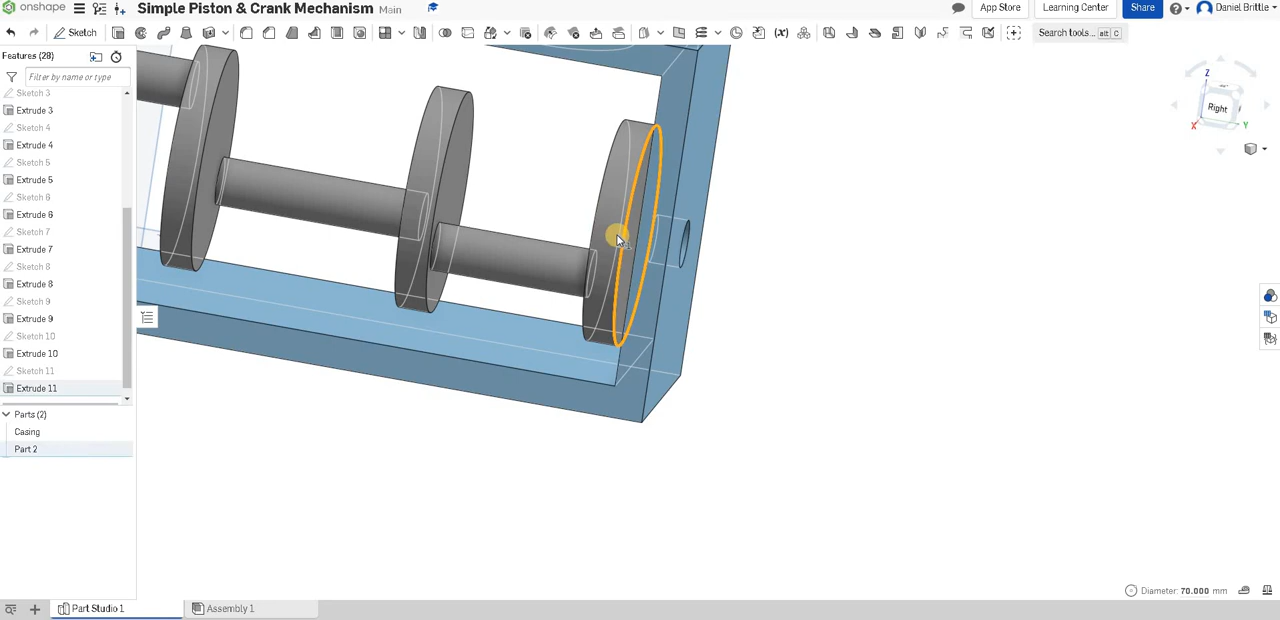 onshape Simple Piston & Crank Mechanism Main App Store Learning Center Share Daniel Brittle
Sketch Search tools... alt C
Features (28)
Filter by name or type
Sketch 3
Extrude 3
Sketch 4
Extrude 4
Sketch 5
Extrude 5
Sketch 6
Extrude 6
Sketch 7
Extrude 7
Sketch 8
Extrude 8
Sketch 9
Extrude 9
Sketch 10
Extrude 10
Sketch 11
Extrude 11
Parts (2)
Casing
Part 2
Z
Right
X Y
Diameter: 70.000 mm
Part Studio 1 Assembly 1